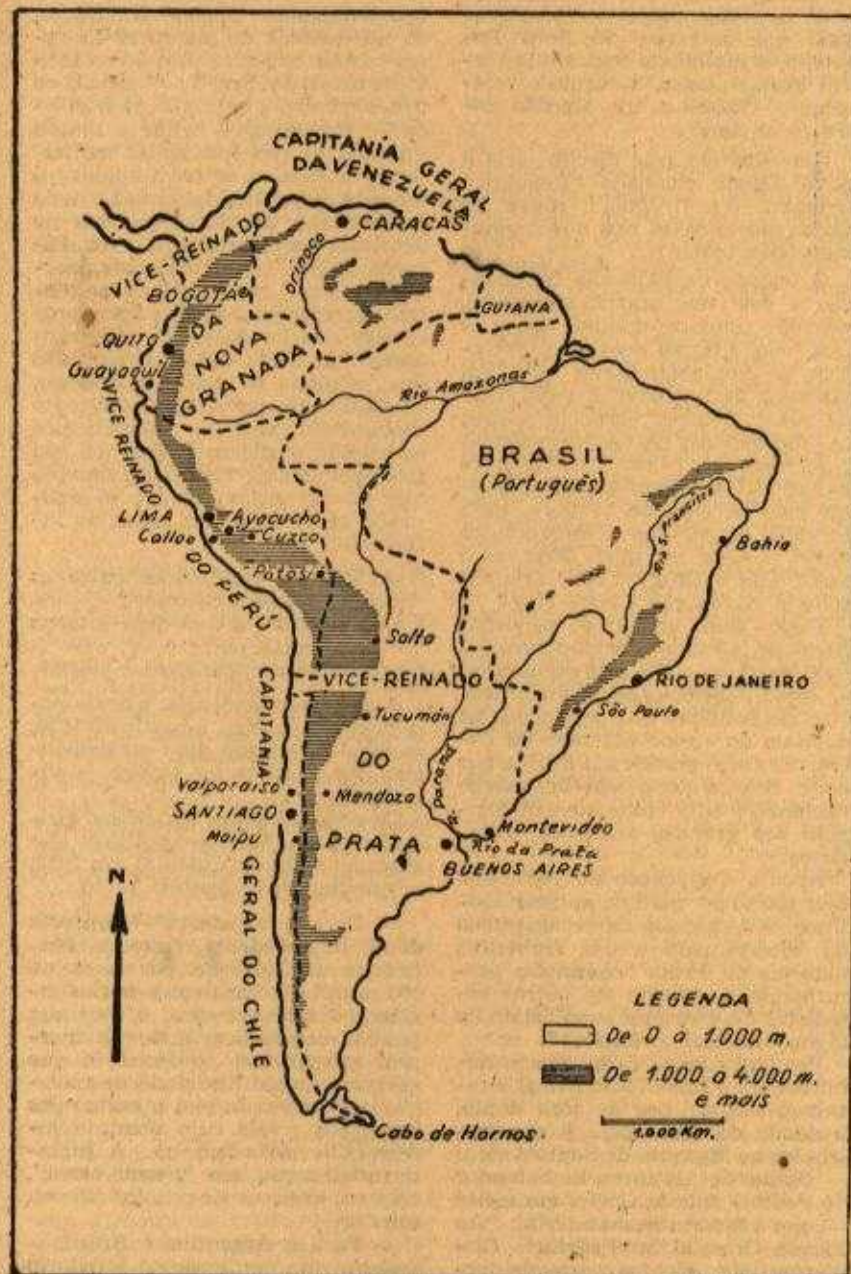 CAPITANIA GERAL
DA VENEZUELA
CARACAS
VICE-REINADO
Orinoco
BOGOTÁ
GUIANA
DA
QUITO
NOVA
Guayaquil
GRANADA
Rio Amazonas
VICE REINADO
BRASIL
(Português)
Rio S. Francisco
LIMA
Ayacucho
Calloe
Cuzco
Bahia
DO PERÚ
Potosi
Salta
VICE-REINADO
RIO DE JANEIRO
CAPITANIA
Tucumán
São Paulo
DO
Paraná
Valparaiso
Mendoza
SANTIAGO
Montevidéo
Maipu
PRATA
Rio da Prata
BUENOS AIRES
GERAL DO CHILE
N.
LEGENDA
De 0 a 1.000 m.
De 1.000 a 4.000 m.
e mais
1.000 Km.
Cabo de Hornos.